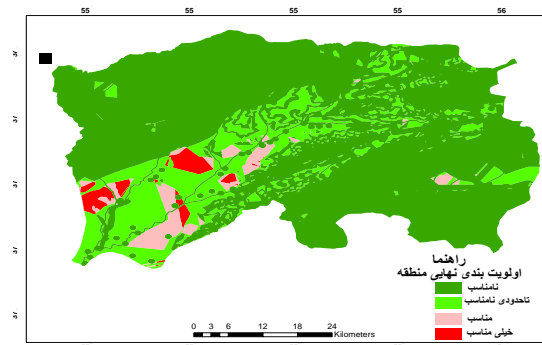 55 55 55 55 56
راهنما
اولویت بندی نهایی منطقه
نامناسب
تاحدودی نامناسب
مناسب
خیلی مناسب
0 3 6 12 18 24
Kilometers